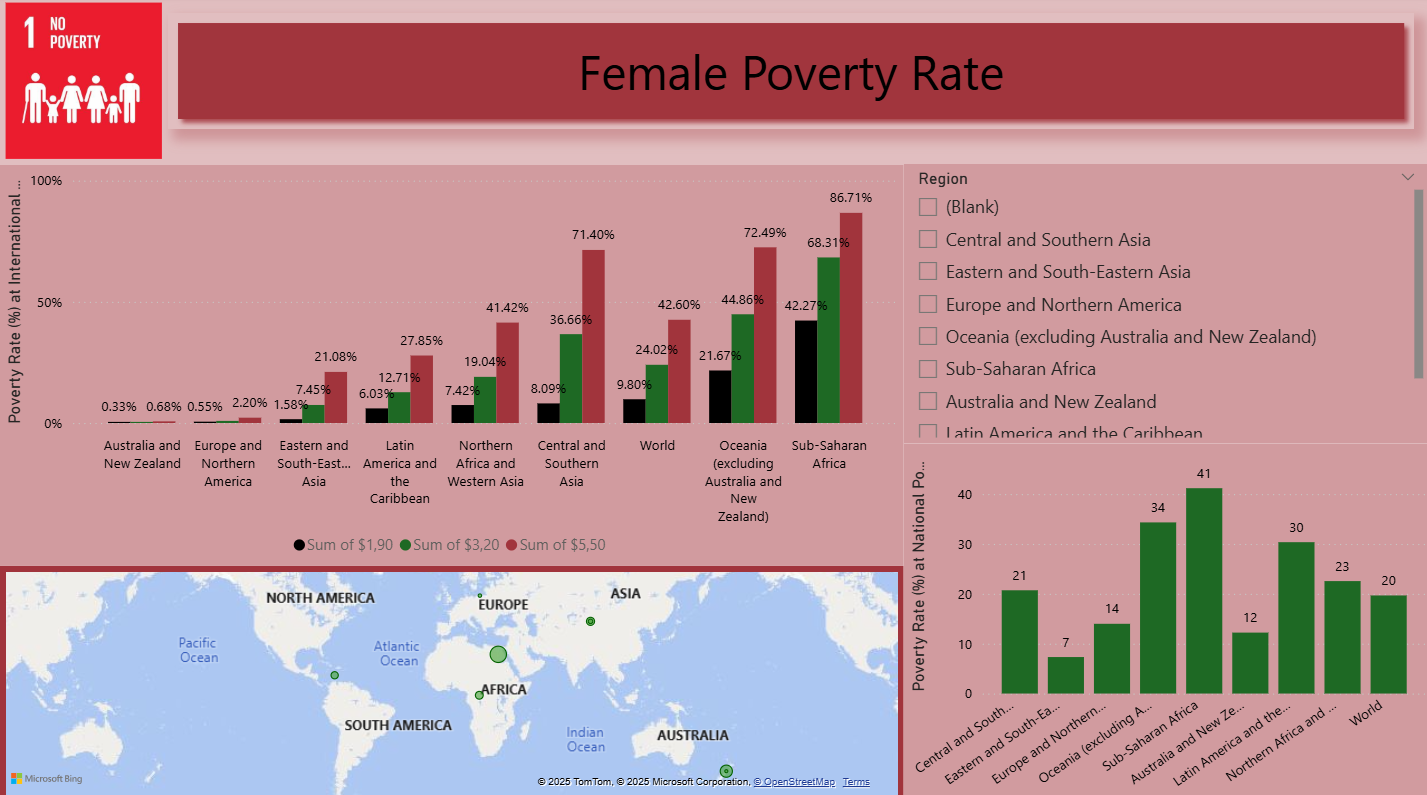 1 NO
POVERTY
Female Poverty Rate
Poverty Rate (%) at International ...
100%
50%
0%
0.33% 0.68% 0.55% 2.20% 1.58% 7.45% 21.08% 6.03% 12.71% 27.85% 7.42% 19.04% 41.42% 8.09% 36.66% 71.40% 9.80% 24.02% 42.60% 21.67% 44.86% 72.49% 42.27% 68.31% 86.71%
Australia and
New Zealand
Europe and
Northern
America
Eastern and
South-East...
Asia
Latin
America and
the
Caribbean
Northern
Africa and
Western Asia
Central and
Southern
Asia
World
Oceania
(excluding
Australia and
New
Zealand)
Sub-Saharan
Africa
Sum of $1,90 Sum of $3,20 Sum of $5,50
Region
(Blank)
Central and Southern Asia
Eastern and South-Eastern Asia
Europe and Northern America
Oceania (excluding Australia and New Zealand)
Sub-Saharan Africa
Australia and New Zealand
Latin America and the Caribbean
NORTH AMERICA
EUROPE
ASIA
Pacific
Ocean
Atlantic
Ocean
AFRICA
SOUTH AMERICA
Indian
Ocean
AUSTRALIA
Microsoft Bing
© 2025 TomTom, © 2025 Microsoft Corporation, © OpenStreetMap Terms
Poverty Rate (%) at National Po...
40
30
20
10
0
21 7 14 34 41 12 30 23 20
Central and South...
Eastern and South-Ea...
Europe and Northern...
Oceania (excluding A...
Sub-Saharan Africa
Australia and New Ze...
Latin America and the...
Northern Africa and ...
World